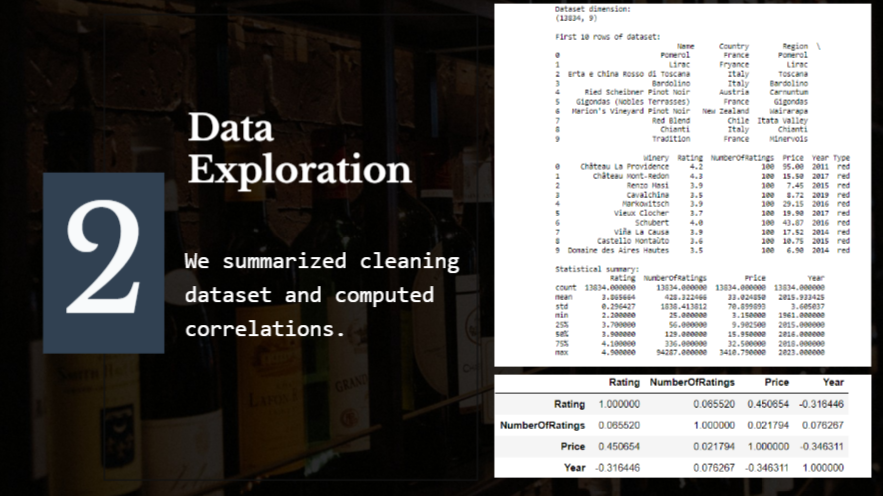 Data
Exploration
2
We summarized cleaning
dataset and computed
correlations.
Dataset dimension:
(13834, 9)
First 10 rows of dataset:
Name Country Region \
0 Pomerol France Pomerol
1 Lirac Fryance Lirac
2 Erta e China Rosso di Toscana Italy Toscana
3 Bardolino Italy Bardolino
4 Ried Scheibner Pinot Noir Austria Carnuntum
5 Gigondas (Nobles Terrasses) France Gigondas
6 Marion's Vineyard Pinot Noir New Zealand Wairarapa
7 Red Blend Chile Itata Valley
8 Chianti Italy Chianti
9 Tradition France Minervois
Winery Rating NumberOfRatings Price Year Type
0 Château La Providence 4.2 100 95.00 2011 red
1 Château Mont-Redon 4.3 100 15.50 2017 red
2 Renzo Masi 3.9 100 7.45 2015 red
3 Cavalchina 3.5 100 8.72 2019 red
4 Markowitsch 3.9 100 29.15 2016 red
5 Vieux Clocher 3.7 100 19.90 2017 red
6 Schubert 4.0 100 43.87 2016 red
7 Viña La Causa 3.9 100 17.52 2014 red
8 Castello Montaùto 3.6 100 10.75 2015 red
9 Domaine des Aires Hautes 3.5 100 6.90 2014 red
Statistical summary:
Rating NumberOfRatings Price Year
count 13834.000000 13834.000000 13834.000000 13834.000000
mean 3.865604 428.322466 33.024850 2015.933425
std 0.296427 1838.413812 70.899893 3.605037
min 2.200000 25.000000 3.150000 1961.000000
25% 3.700000 56.000000 9.902500 2015.000000
50% 3.900000 129.000000 15.950000 2016.000000
75% 4.100000 336.000000 32.500000 2018.000000
max 4.900000 94287.000000 3410.790000 2023.000000
Rating NumberOfRatings Price Year
Rating 1.000000 0.065520 0.450654 -0.316446
NumberOfRatings 0.065520 1.000000 0.021794 0.076267
Price 0.450654 0.021794 1.000000 -0.346311
Year -0.316446 0.076267 -0.346311 1.000000